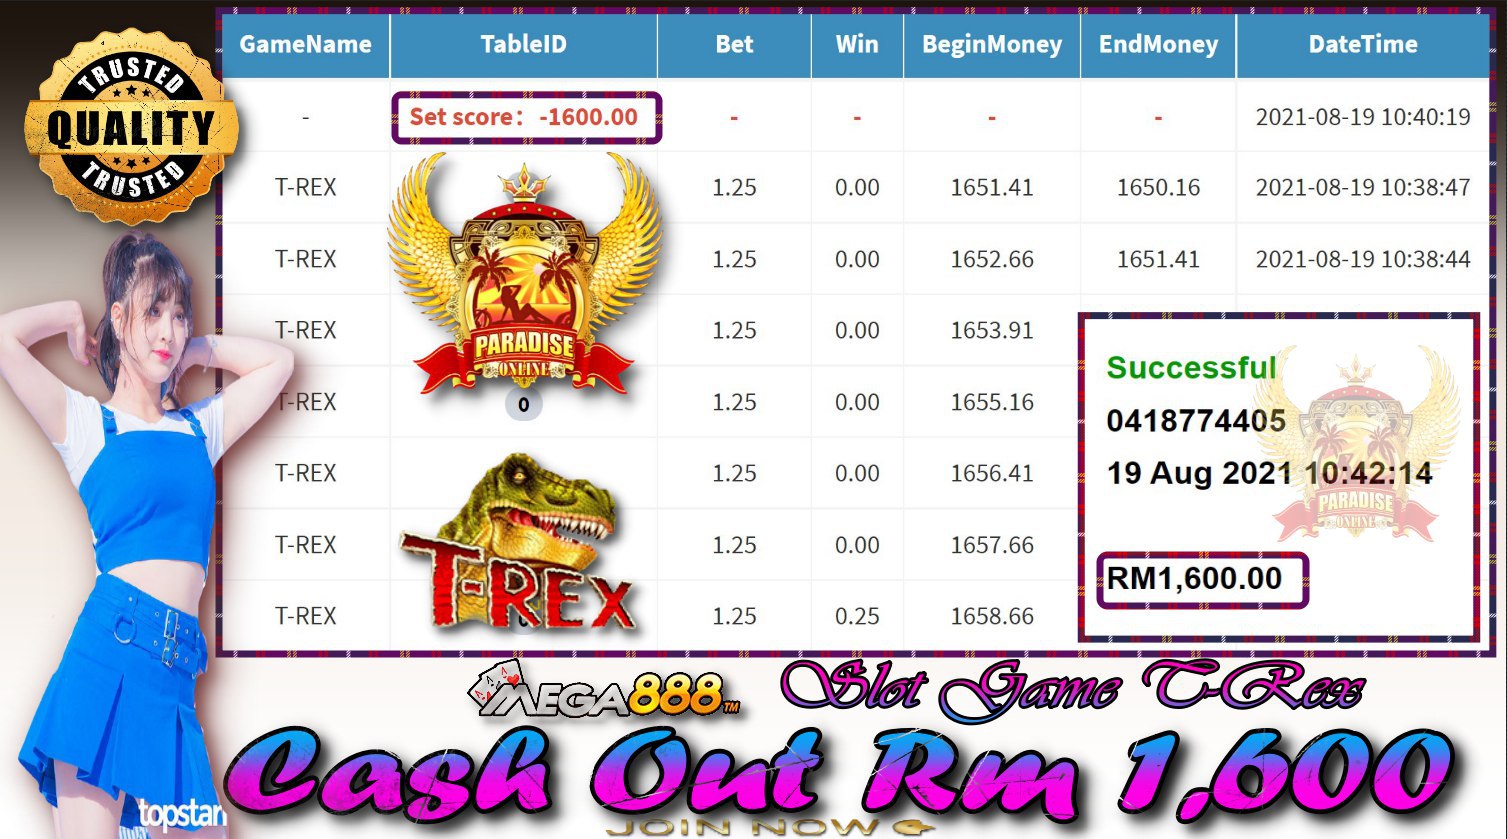 TRUSTED
QUALITY
TRUSTED
GameName TableID Bet Win BeginMoney EndMoney DateTime
- Set score: -1600.00 - - - - 2021-08-19 10:40:19
T-REX 1.25 0.00 1651.41 1650.16 2021-08-19 10:38:47
T-REX 1.25 0.00 1652.66 1651.41 2021-08-19 10:38:44
T-REX 1.25 0.00 1653.91
PARADISE
ONLINE
T-REX 0 1.25 0.00 1655.16
T-REX 1.25 0.00 1656.41
T-REX 1.25 0.00 1657.66
T-REX
T-REX 1.25 0.25 1658.66
Successful
0418774405
19 Aug 2021 10:42:14
PARADISE
ONLINE
RM1,600.00
MEGA888™ Slot Game T-Rex
Cash Out Rm 1,600
topstar
JOIN NOW